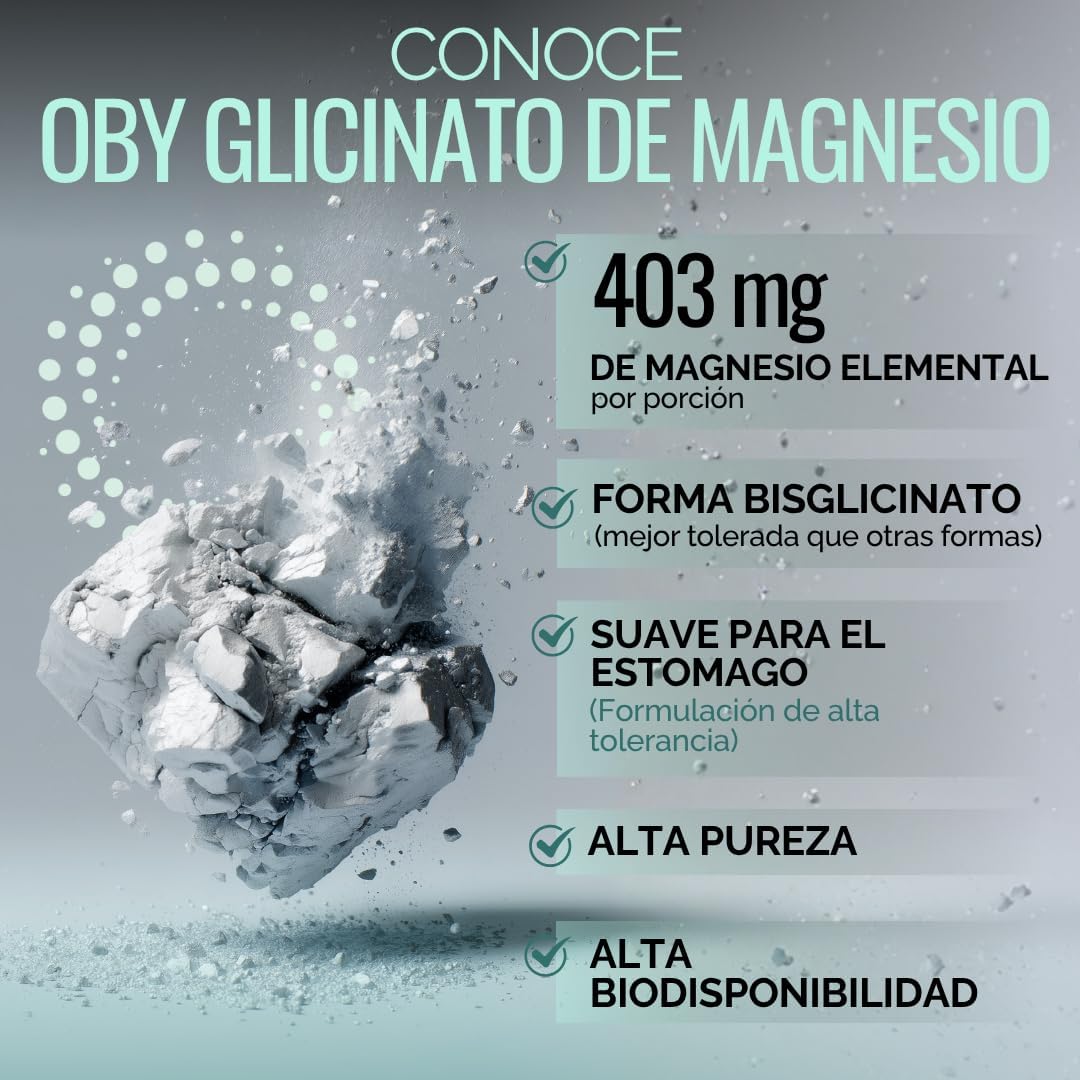 CONOCE
OBY GLICINATO DE MAGNESIO
403 mg
DE MAGNESIO ELEMENTAL
por porción
FORMA BISGLICINATO
(mejor tolerada que otras formas)
SUAVE PARA EL
ESTOMAGO
(Formulación de alta
tolerancia)
ALTA PUREZA
ALTA
BIODISPONIBILIDAD